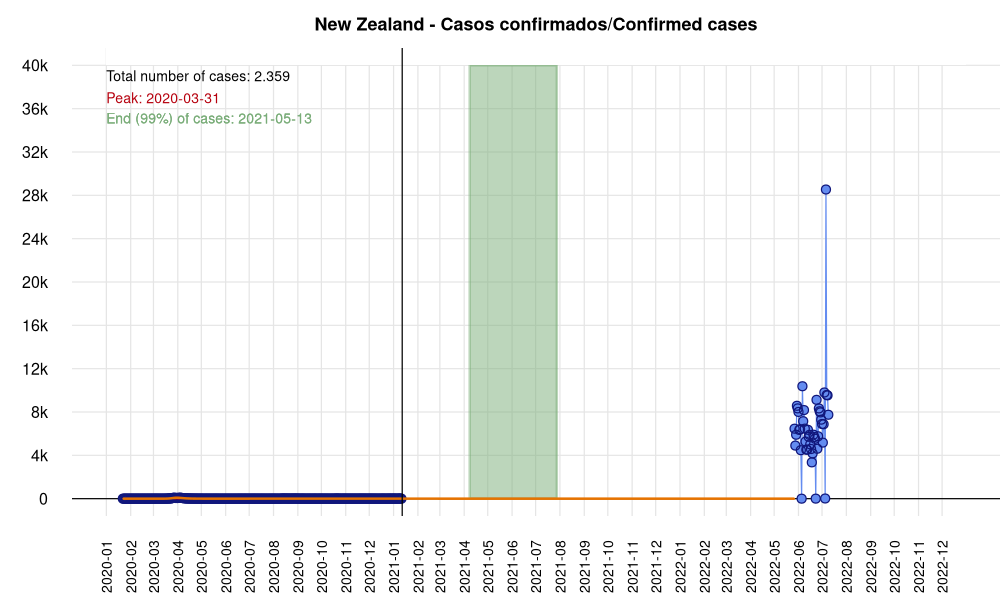 New Zealand - Casos confirmados/Confirmed cases
40k
36k
32k
28k
24k
20k
16k
12k
8k
4k
0
Total number of cases: 2.359
Peak: 2020-03-31
End (99%) of cases: 2021-05-13
2020-01
2020-02
2020-03
2020-04
2020-05
2020-06
2020-07
2020-08
2020-09
2020-10
2020-11
2020-12
2021-01
2021-02
2021-03
2021-04
2021-05
2021-06
2021-07
2021-08
2021-09
2021-10
2021-11
2021-12
2022-01
2022-02
2022-03
2022-04
2022-05
2022-06
2022-07
2022-08
2022-09
2022-10
2022-11
2022-12